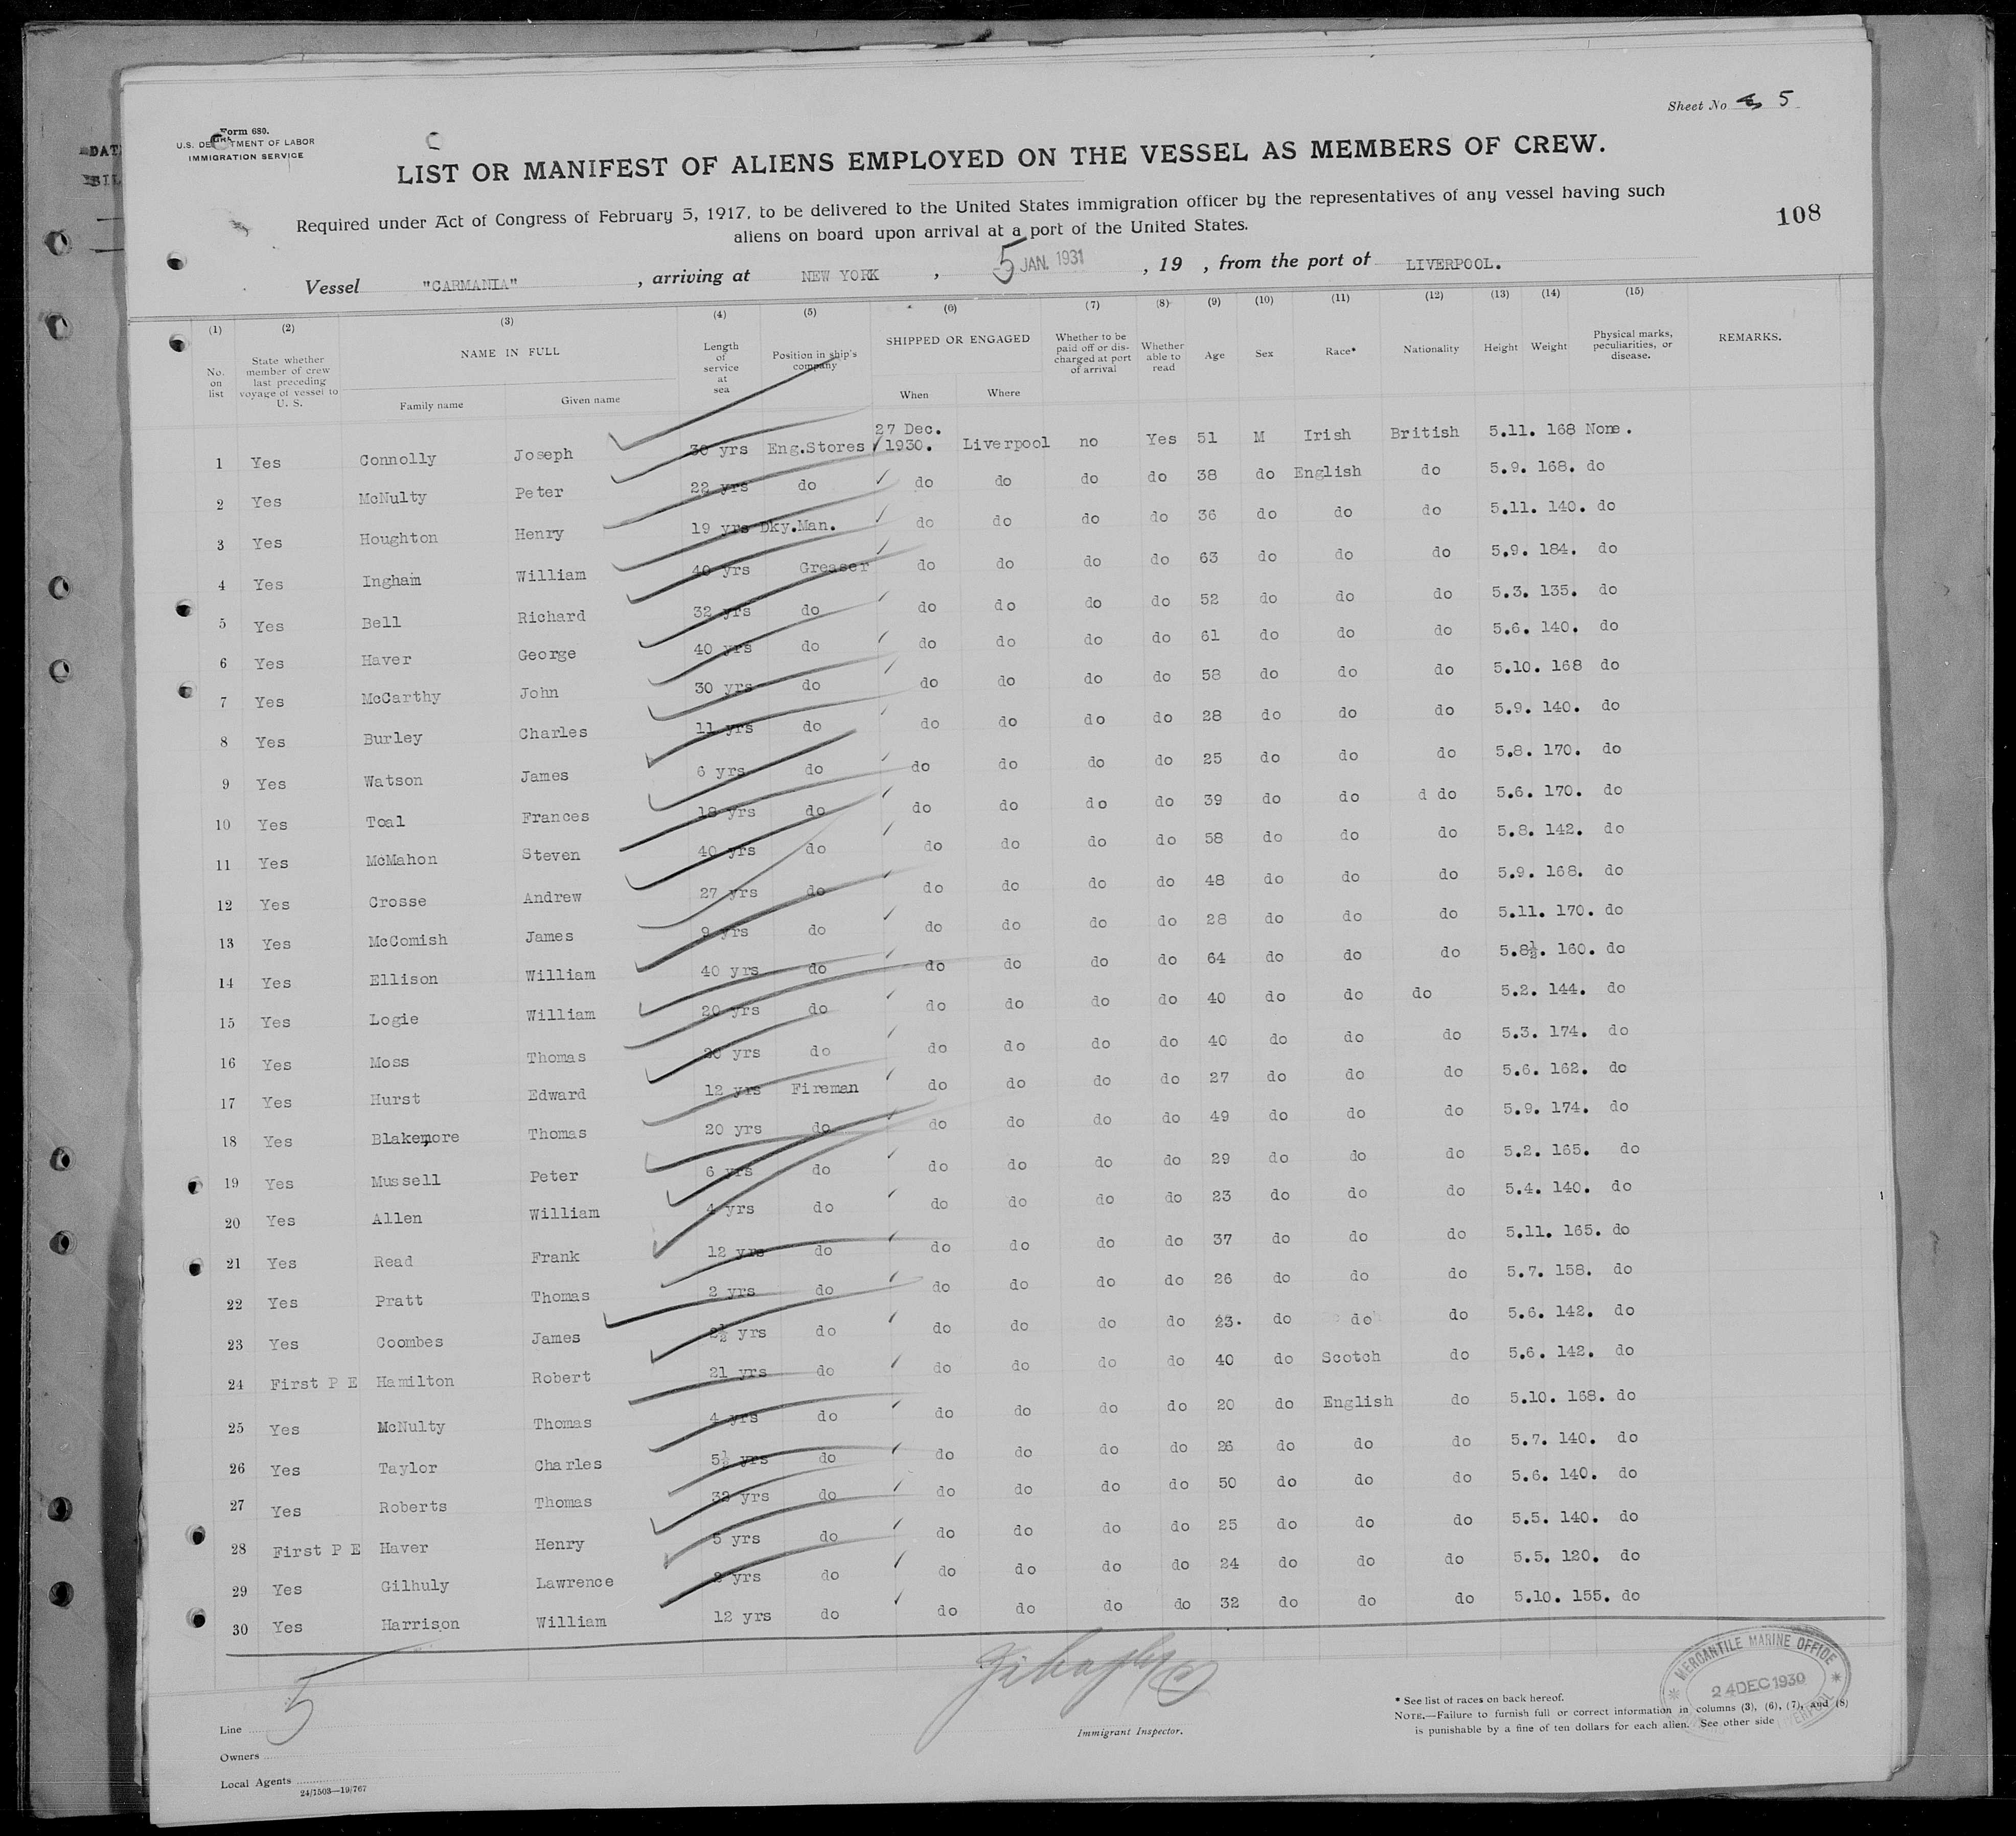 Sheet No 5
Form 680.
U.S. DEPARTMENT OF LABOR
IMMIGRATION SERVICE
LIST OR MANIFEST OF ALIENS EMPLOYED ON THE VESSEL AS MEMBERS OF CREW.
Required under Act of Congress of February 5, 1917, to be delivered to the United States immigration officer by the representatives of any vessel having such
aliens on board upon arrival at a port of the United States.
108
Vessel "CARMANIA", arriving at NEW YORK, 5 JAN. 1931, 19 , from the port of LIVERPOOL.
(1) (2) (3) (4) (5) (6) (7) (8) (9) (10) (11) (12) (13) (14) (15)
No. on list State whether member of crew last preceding voyage of vessel to U. S. NAME IN FULL Family name Given name Length of service at sea Position in ship's company SHIPPED OR ENGAGED When Where Whether to be paid off or discharged at port of arrival Whether able to read Age Sex Race* Nationality Height Weight Physical marks, peculiarities, or disease. REMARKS.
1 Yes Connolly Joseph 30 yrs Eng.Stores 27 Dec. 1930. Liverpool no Yes 51 M Irish British 5.11. 168 None.
2 Yes McNulty Peter 22 yrs do do do do do 38 do English do 5.9. 168. do
3 Yes Houghton Henry 19 yrs Dky.Man. do do do do 36 do do do 5.11. 140. do
4 Yes Ingham William 40 yrs Greaser do do do do 63 do do do 5.9. 184. do
5 Yes Bell Richard 32 yrs do do do do do 52 do do do 5.3. 135. do
6 Yes Haver George 40 yrs do do do do do 61 do do do 5.6. 140. do
7 Yes McCarthy John 30 yrs do do do do do 58 do do do 5.10. 168 do
8 Yes Burley Charles 11 yrs do do do do do 28 do do do 5.9. 140. do
9 Yes Watson James 6 yrs do do do do do 25 do do do 5.8. 170. do
10 Yes Toal Frances 18 yrs do do do do do 39 do do d do 5.6. 170. do
11 Yes McMahon Steven 40 yrs do do do do do 58 do do do 5.8. 142. do
12 Yes Crosse Andrew 27 yrs do do do do do 48 do do do 5.9. 168. do
13 Yes McComish James 9 yrs do do do do do 28 do do do 5.11. 170. do
14 Yes Ellison William 40 yrs do do do do do 64 do do do 5.8½. 160. do
15 Yes Logie William 20 yrs do do do do do 40 do do do 5.2. 144. do
16 Yes Moss Thomas 20 yrs do do do do do 40 do do do 5.3. 174. do
17 Yes Hurst Edward 12 yrs Fireman do do do do 27 do do do 5.6. 162. do
18 Yes Blakemore Thomas 20 yrs do do do do do 49 do do do 5.9. 174. do
19 Yes Mussell Peter 6 yrs do do do do do 29 do do do 5.2. 165. do
20 Yes Allen William 4 yrs do do do do do 23 do do do 5.4. 140. do
21 Yes Read Frank 12 yrs do do do do do 37 do do do 5.11. 165. do
22 Yes Pratt Thomas 2 yrs do do do do do 26 do do do 5.7. 158. do
23 Yes Coombes James 2½ yrs do do do do do 23. do do do 5.6. 142. do
24 First P E Hamilton Robert 21 yrs do do do do do 40 do Scotch do 5.6. 142. do
25 Yes McNulty Thomas 4 yrs do do do do do 20 do English do 5.10. 168. do
26 Yes Taylor Charles 5½ yrs do do do do do 26 do do do 5.7. 140. do
27 Yes Roberts Thomas 32 yrs do do do do do 50 do do do 5.6. 140. do
28 First P E Haver Henry 5 yrs do do do do do 25 do do do 5.5. 140. do
29 Yes Gilhuly Lawrence 2 yrs do do do do do 24 do do do 5.5. 120. do
30 Yes Harrison William 12 yrs do do do do do 32 do do do 5.10. 155. do
MERCANTILE MARINE OFFICE
24 DEC 1930
LIVERPOOL
5
Line
Owners
Local Agents
24/1503—19/767
Immigrant Inspector.
* See list of races on back hereof.
NOTE.—Failure to furnish full or correct information in columns (3), (6), (7), and (8)
is punishable by a fine of ten dollars for each alien. See other side